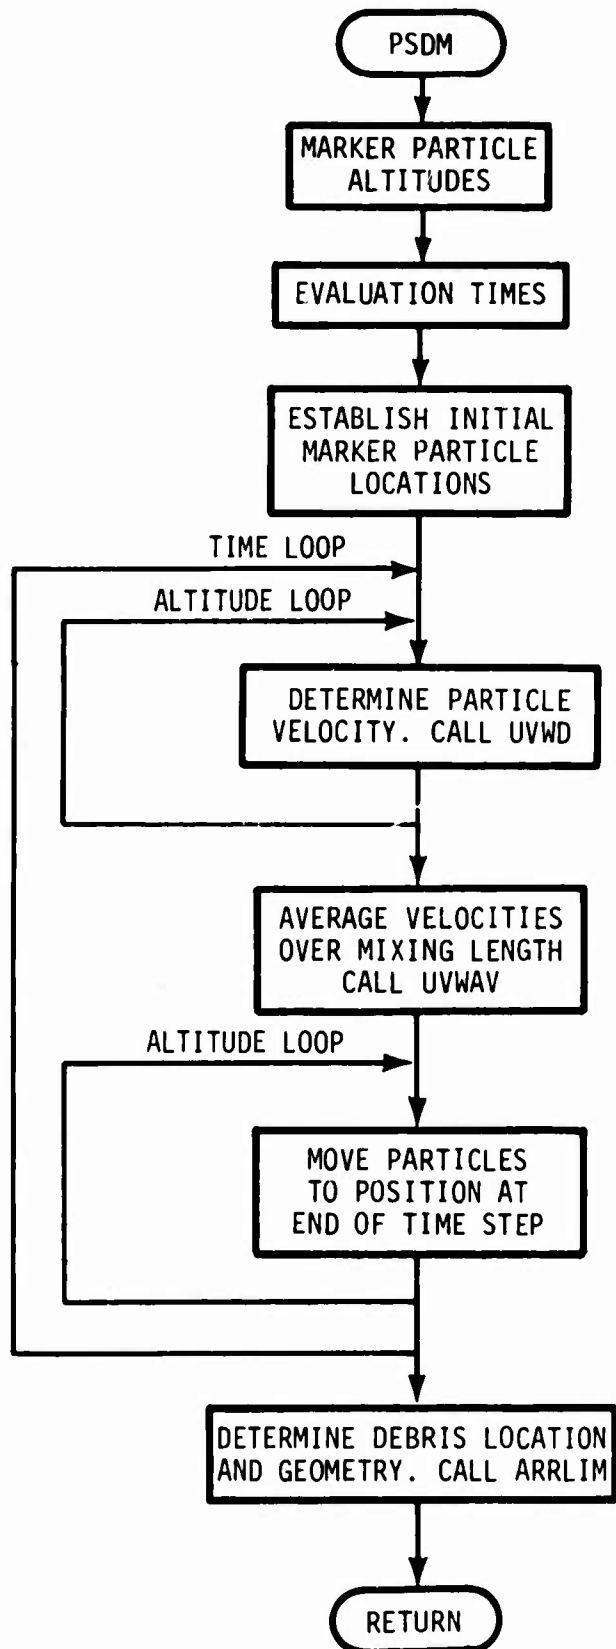 PSDM
MARKER PARTICLE
ALTITUDES
EVALUATION TIMES
ESTABLISH INITIAL
MARKER PARTICLE
LOCATIONS
TIME LOOP
ALTITUDE LOOP
DETERMINE PARTICLE
VELOCITY. CALL UVWD
AVERAGE VELOCITIES
OVER MIXING LENGTH
CALL UVWAV
ALTITUDE LOOP
MOVE PARTICLES
TO POSITION AT
END OF TIME STEP
DETERMINE DEBRIS LOCATION
AND GEOMETRY. CALL ARRLIM
RETURN